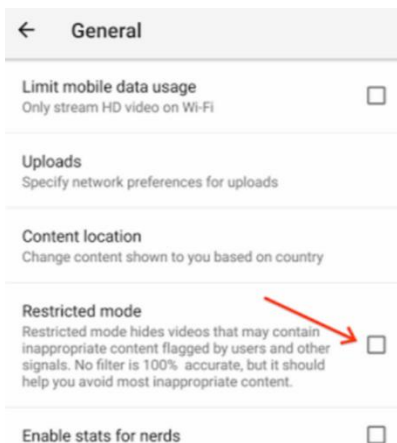 General
Limit mobile data usage
Only stream HD video on Wi-Fi
Uploads
Specify network preferences for uploads
Content location
Change content shown to you based on country
Restricted mode
Restricted mode hides videos that may contain
inappropriate content flagged by users and other
signals. No filter is 100% accurate, but it should
help you avoid most inappropriate content.
Enable stats for nerds